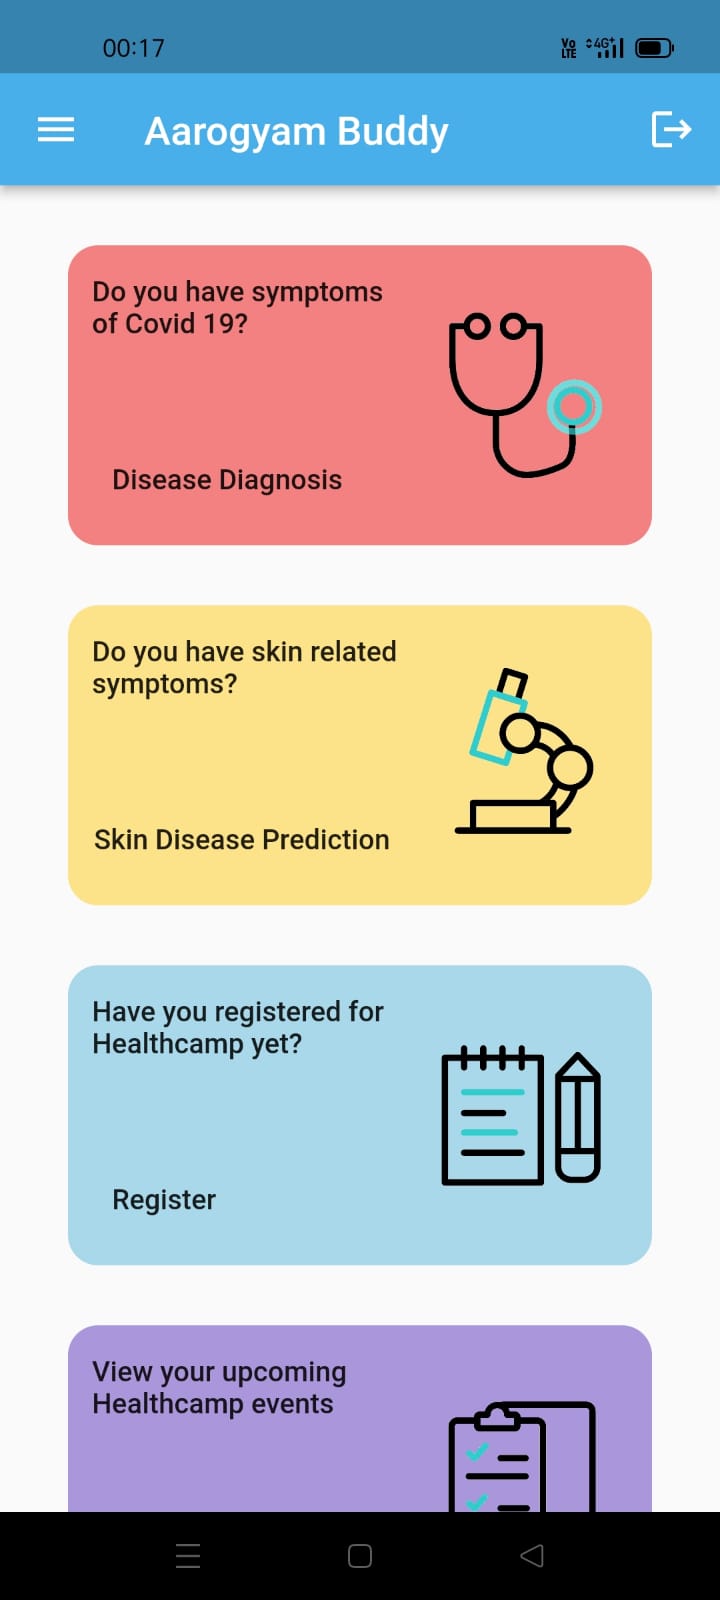 00:17
Vo LTE 4G+
Aarogyam Buddy
Do you have symptoms
of Covid 19?
Disease Diagnosis
Do you have skin related
symptoms?
Skin Disease Prediction
Have you registered for
Healthcamp yet?
Register
View your upcoming
Healthcamp events